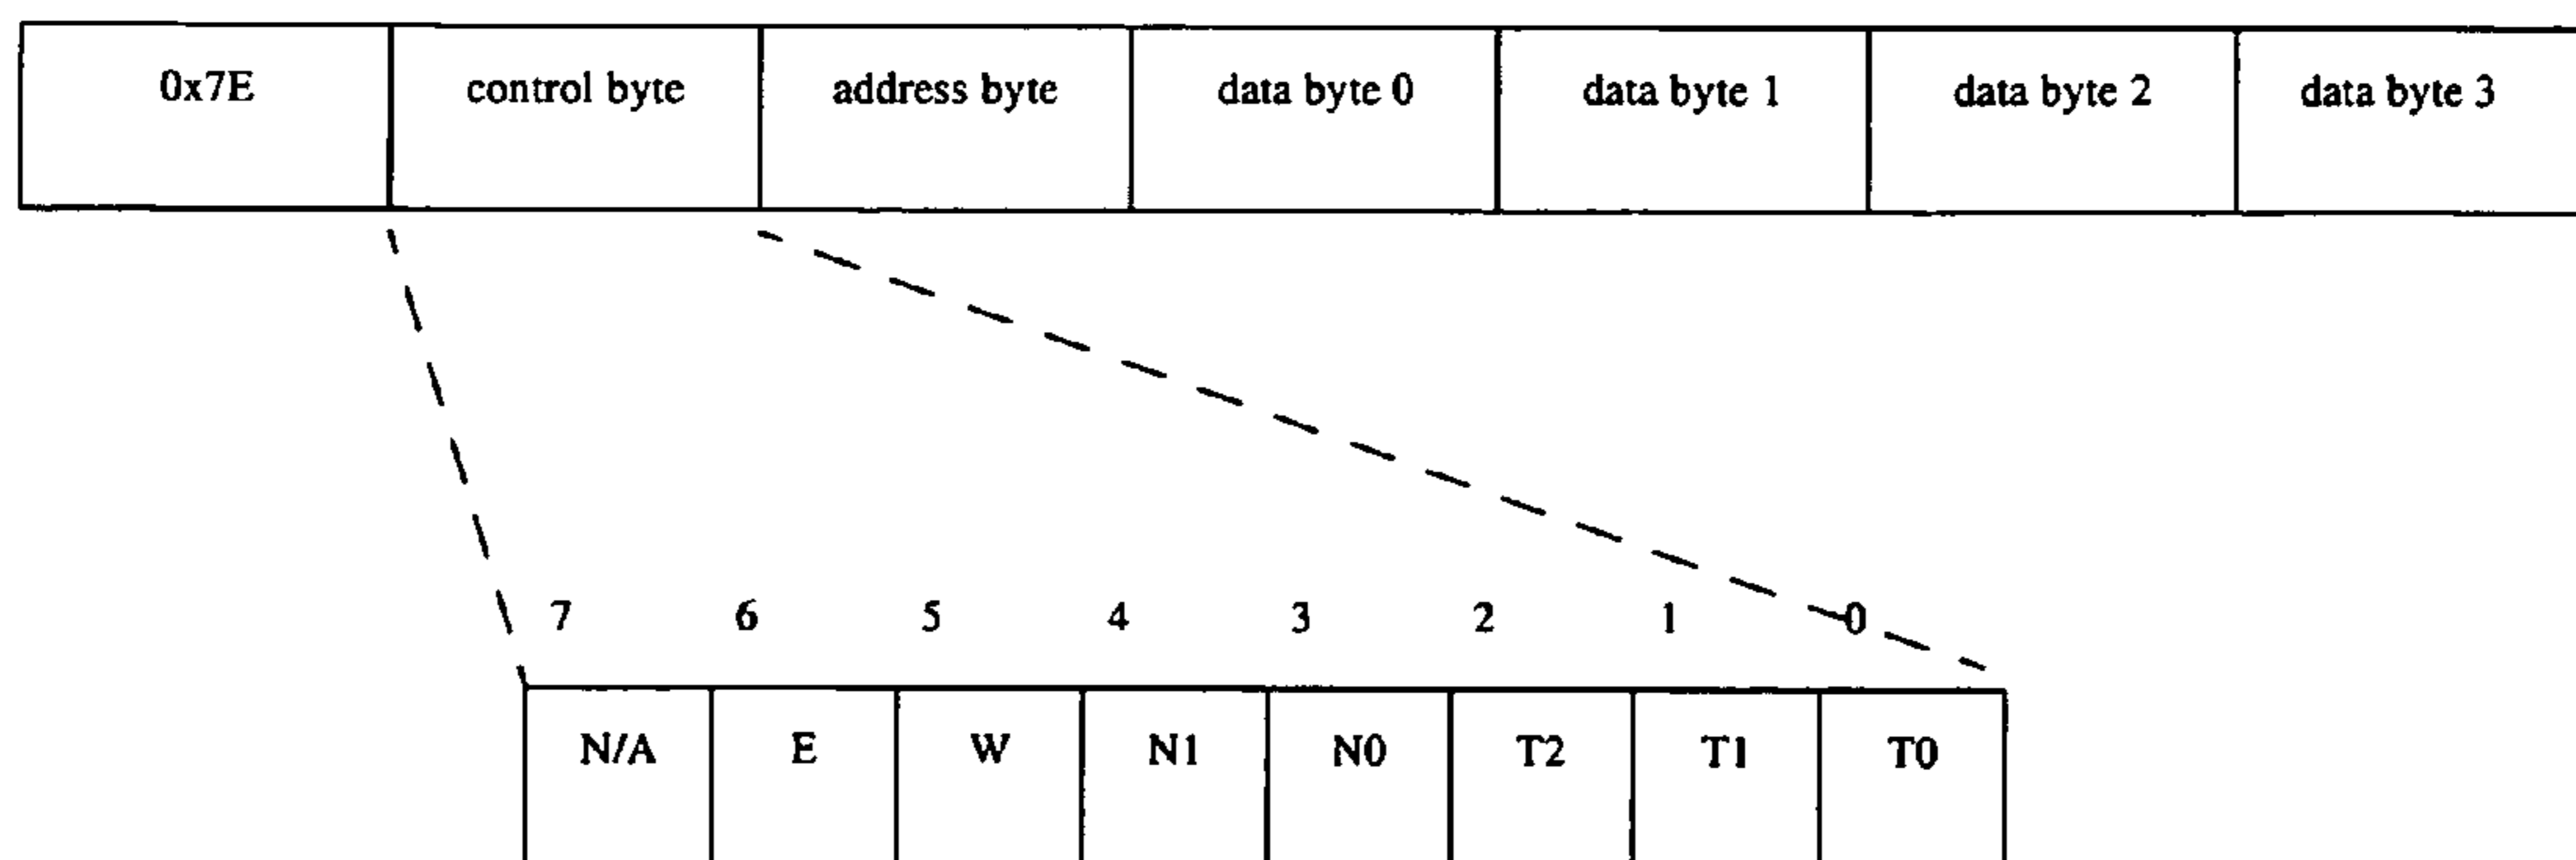 0x7E control byte address byte data byte 0 data byte 1 data byte 2 data byte 3
7 6 5 4 3 2 1 0
N/A E W N1 N0 T2 T1 T0